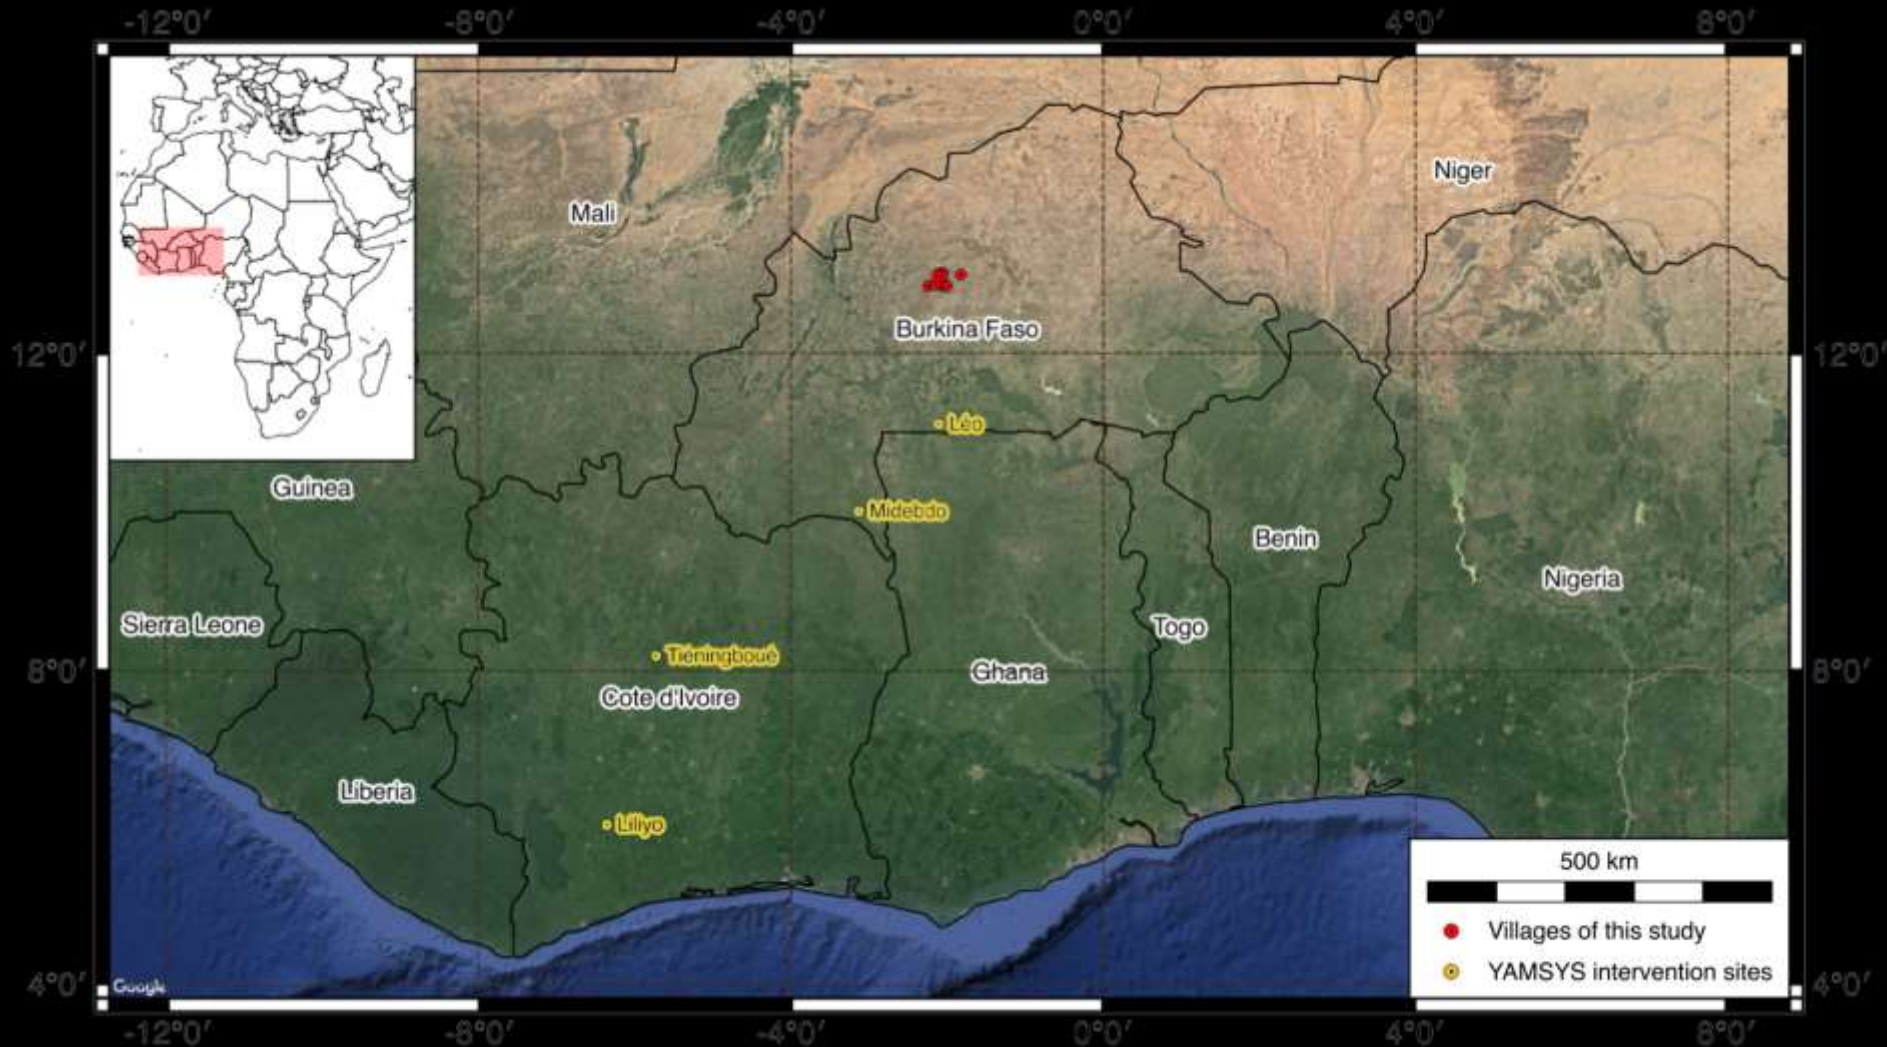 -12°0′ -8°0′ -4°0′ 0°0′ 4°0′ 8°0′
Niger
Mali
Burkina Faso
12°0′ 12°0′
Léo
Guinea
Midebdo
Benin
Nigeria
Sierra Leone
Togo
Tiéningboué
8°0′ Ghana 8°0′
Cote d'Ivoire
Liberia
Liliyo
500 km
Villages of this study
YAMSYS intervention sites
4°0′ Google 4°0′
-12°0′ -8°0′ -4°0′ 0°0′ 4°0′ 8°0′